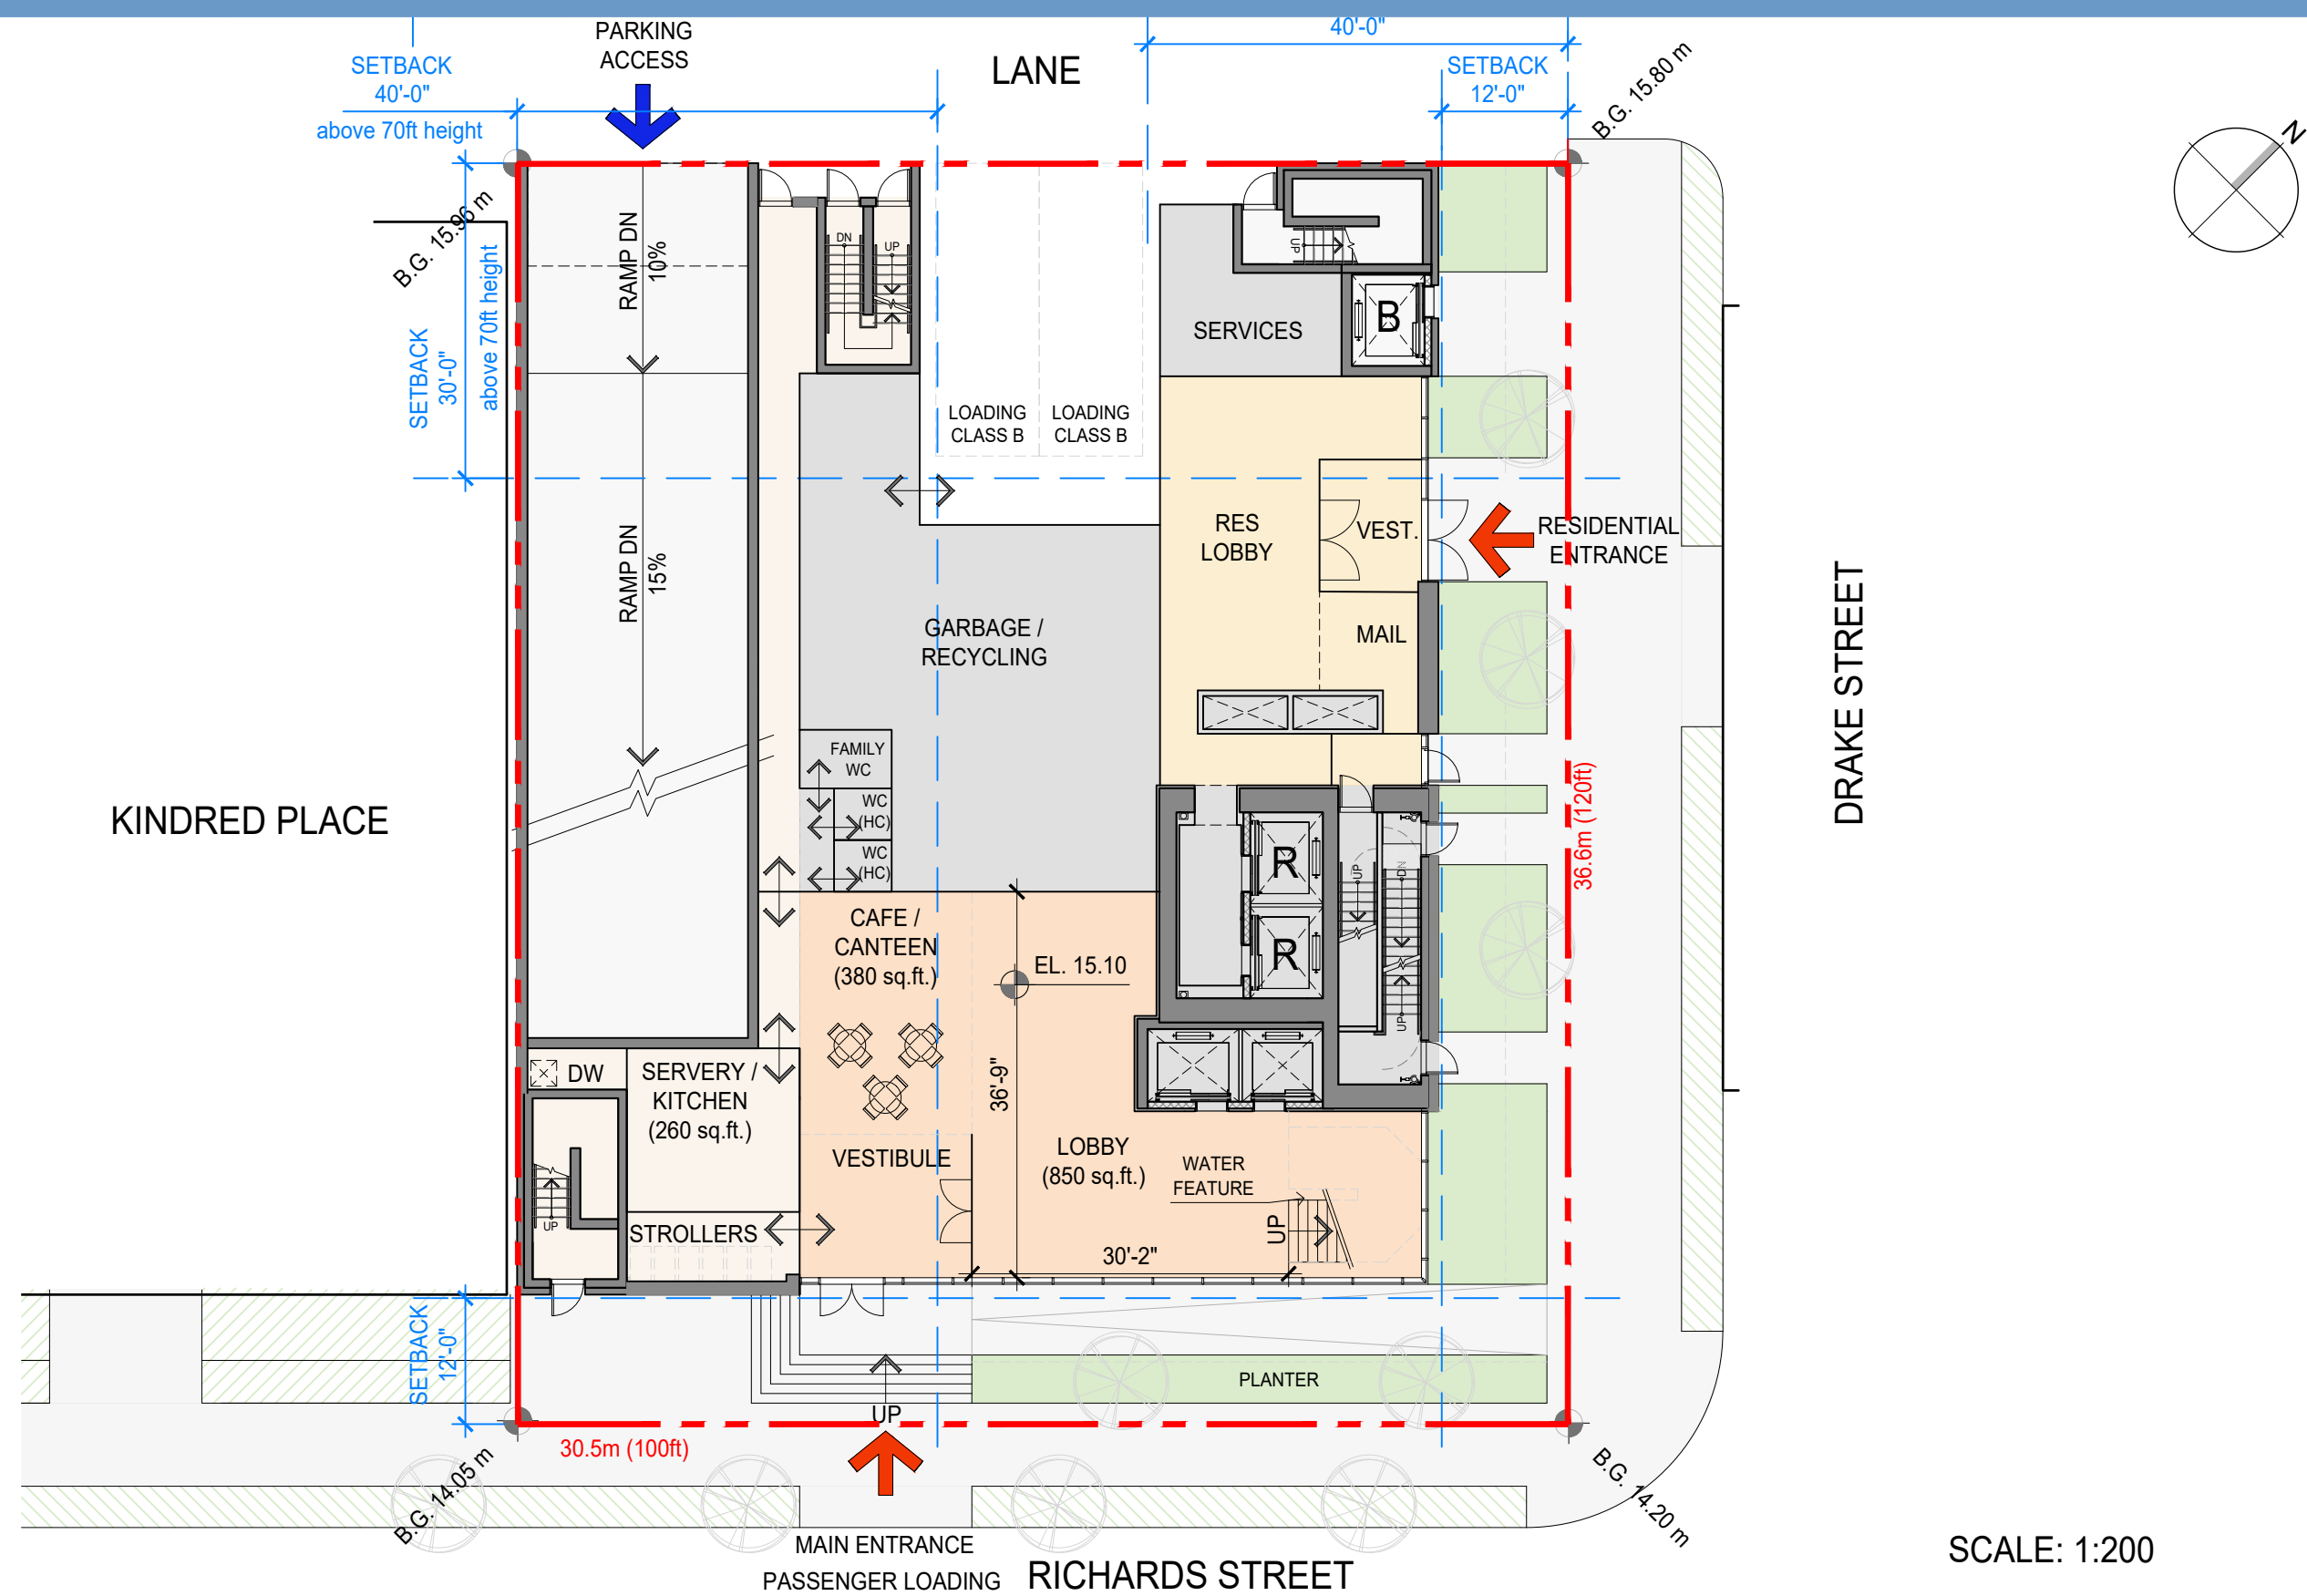 PARKING
ACCESS
40'-0"
LANE
SETBACK
40'-0"
above 70ft height
SETBACK
12'-0"
B.G. 15.80 m
N
B.G. 15.96 m
SETBACK
30'-0"
above 70ft height
RAMP DN
10%
DN
UP
UP
SERVICES
B
LOADING
CLASS B
LOADING
CLASS B
RAMP DN
15%
RES
LOBBY
VEST.
RESIDENTIAL
ENTRANCE
GARBAGE /
RECYCLING
MAIL
DRAKE STREET
FAMILY
WC
WC
(HC)
WC
(HC)
KINDRED PLACE
R
R
UP
DN
UP
36.6m (120ft)
CAFE /
CANTEEN
(380 sq.ft.)
EL. 15.10
36'-9"
DW
SERVERY /
KITCHEN
(260 sq.ft.)
VESTIBULE
LOBBY
(850 sq.ft.)
WATER
FEATURE
UP
UP
STROLLERS
30'-2"
SETBACK
12'-0"
PLANTER
UP
30.5m (100ft)
B.G. 14.05 m
B.G. 14.20 m
MAIN ENTRANCE
PASSENGER LOADING
RICHARDS STREET
SCALE: 1:200